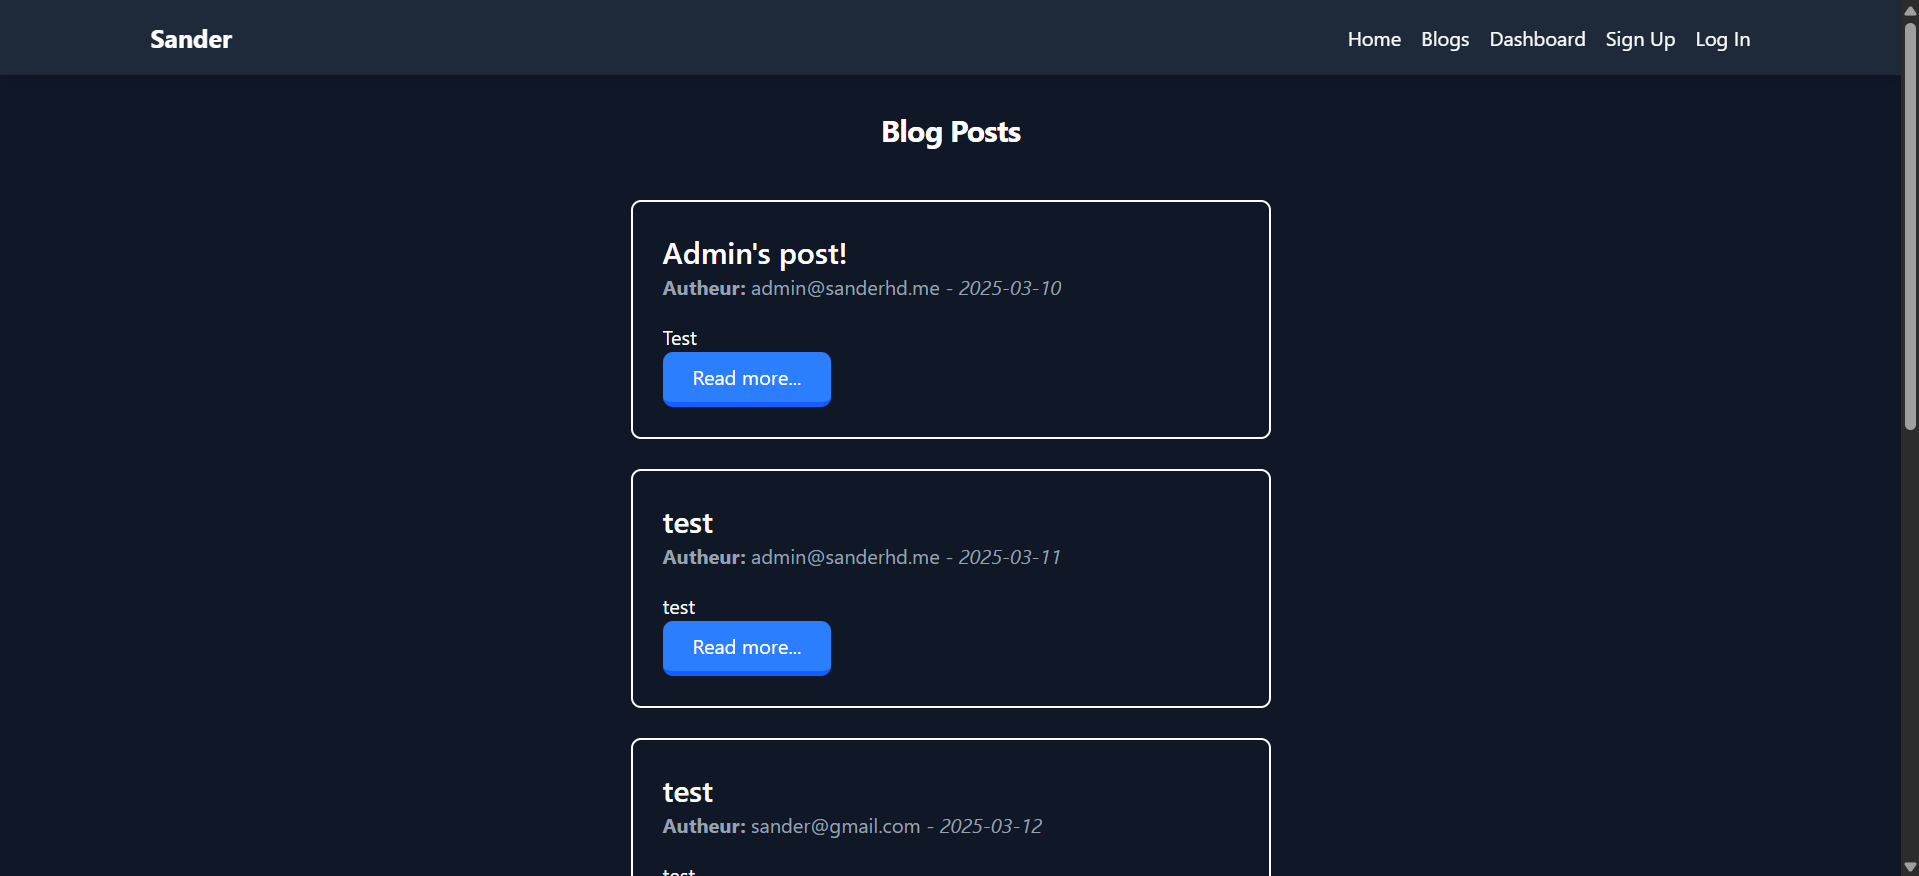 Sander
Home Blogs Dashboard Sign Up Log In
Blog Posts
Admin's post!
Autheur: admin@sanderhd.me - 2025-03-10
Test
Read more...
test
Autheur: admin@sanderhd.me - 2025-03-11
test
Read more...
test
Autheur: sander@gmail.com - 2025-03-12
test